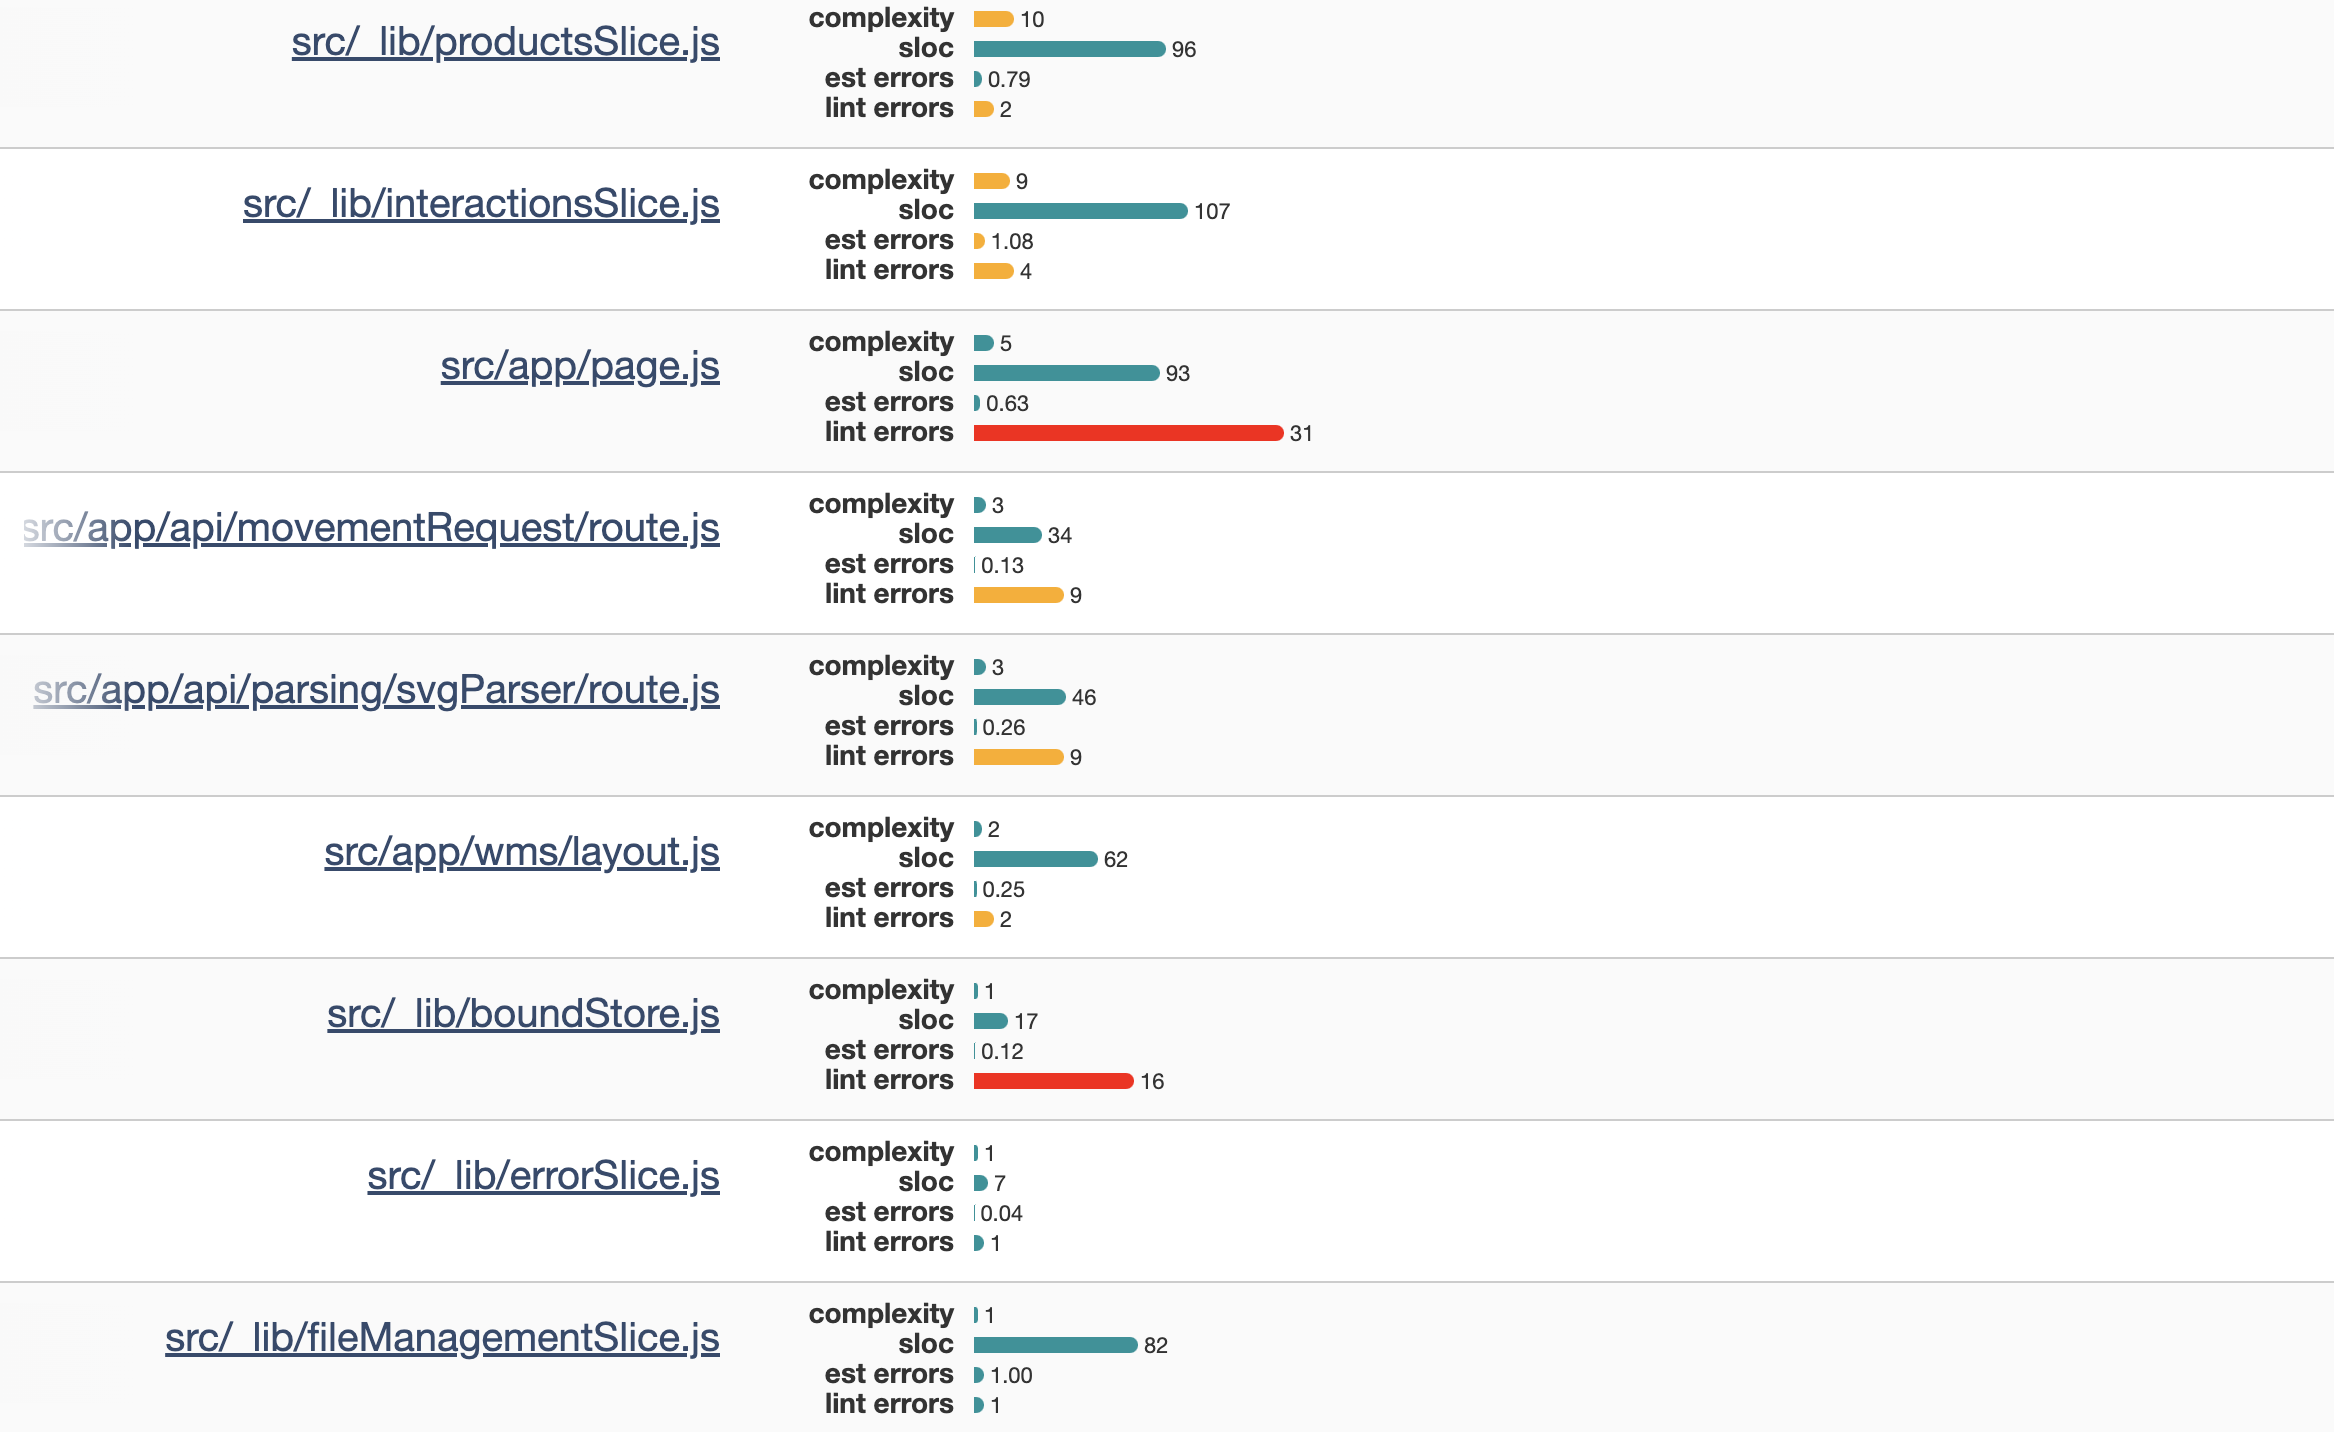 src/_lib/productsSlice.js
complexity 10
sloc 96
est errors 0.79
lint errors 2
src/_lib/interactionsSlice.js
complexity 9
sloc 107
est errors 1.08
lint errors 4
src/app/page.js
complexity 5
sloc 93
est errors 0.63
lint errors 31
src/app/api/movementRequest/route.js
complexity 3
sloc 34
est errors 0.13
lint errors 9
src/app/api/parsing/svgParser/route.js
complexity 3
sloc 46
est errors 0.26
lint errors 9
src/app/wms/layout.js
complexity 2
sloc 62
est errors 0.25
lint errors 2
src/_lib/boundStore.js
complexity 1
sloc 17
est errors 0.12
lint errors 16
src/_lib/errorSlice.js
complexity 1
sloc 7
est errors 0.04
lint errors 1
src/_lib/fileManagementSlice.js
complexity 1
sloc 82
est errors 1.00
lint errors 1